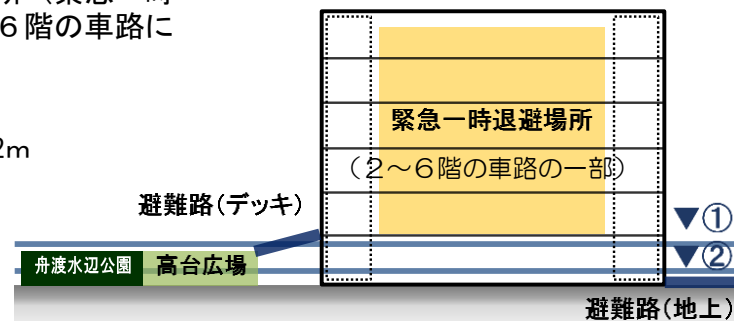 ６階の車路に
2m
緊急一時退避場所
（２～６階の車路の一部）
避難路（デッキ）
▼①
▼②
舟渡水辺公園
高台広場
避難路（地上）